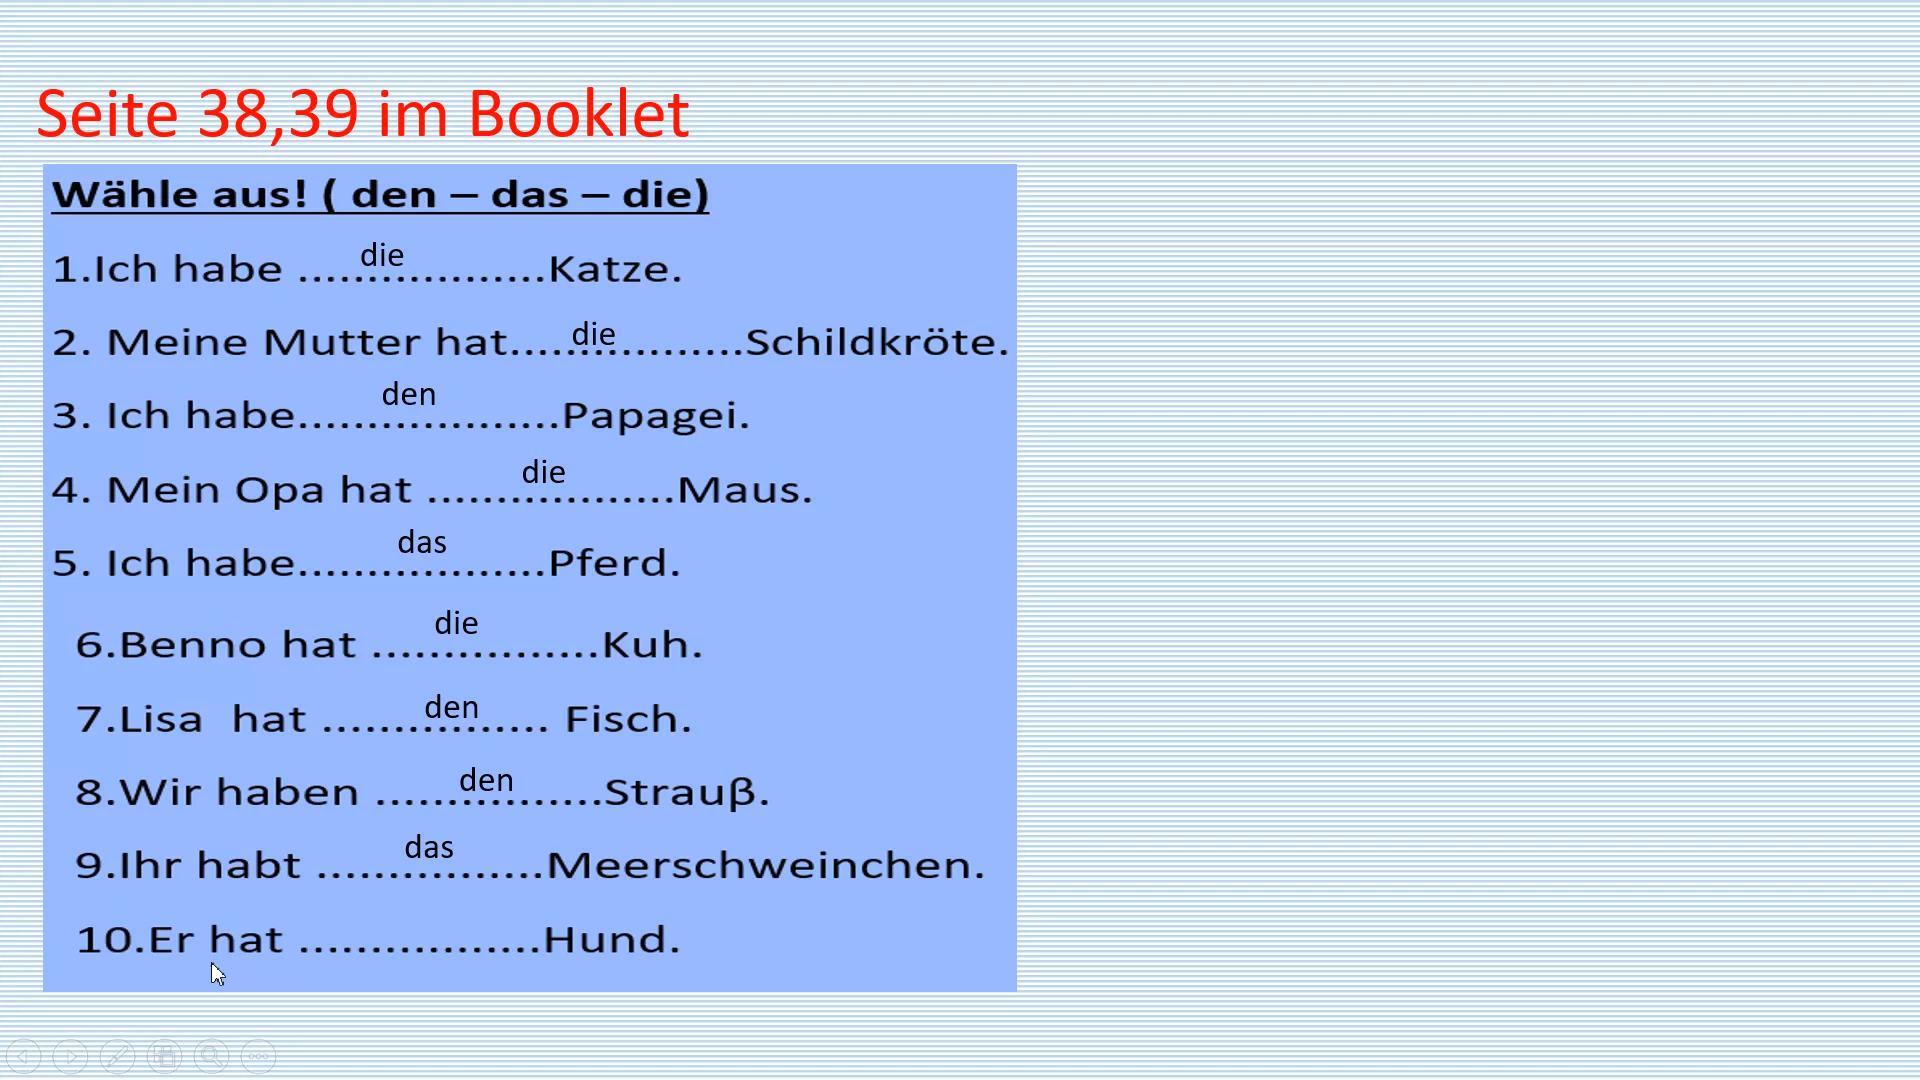 Seite 38,39 im Booklet
Wähle aus! ( den – das – die)
1.Ich habe ......die............Katze.
2. Meine Mutter hat......die...........Schildkröte.
3. Ich habe.......den............Papagei.
4. Mein Opa hat ........die..........Maus.
5. Ich habe........das..........Pferd.
6.Benno hat ......die..........Kuh.
7.Lisa  hat ........den........ Fisch.
8.Wir haben .......den.........Strauβ.
9.Ihr habt .......das.........Meerschweinchen.
10.Er hat .................Hund.